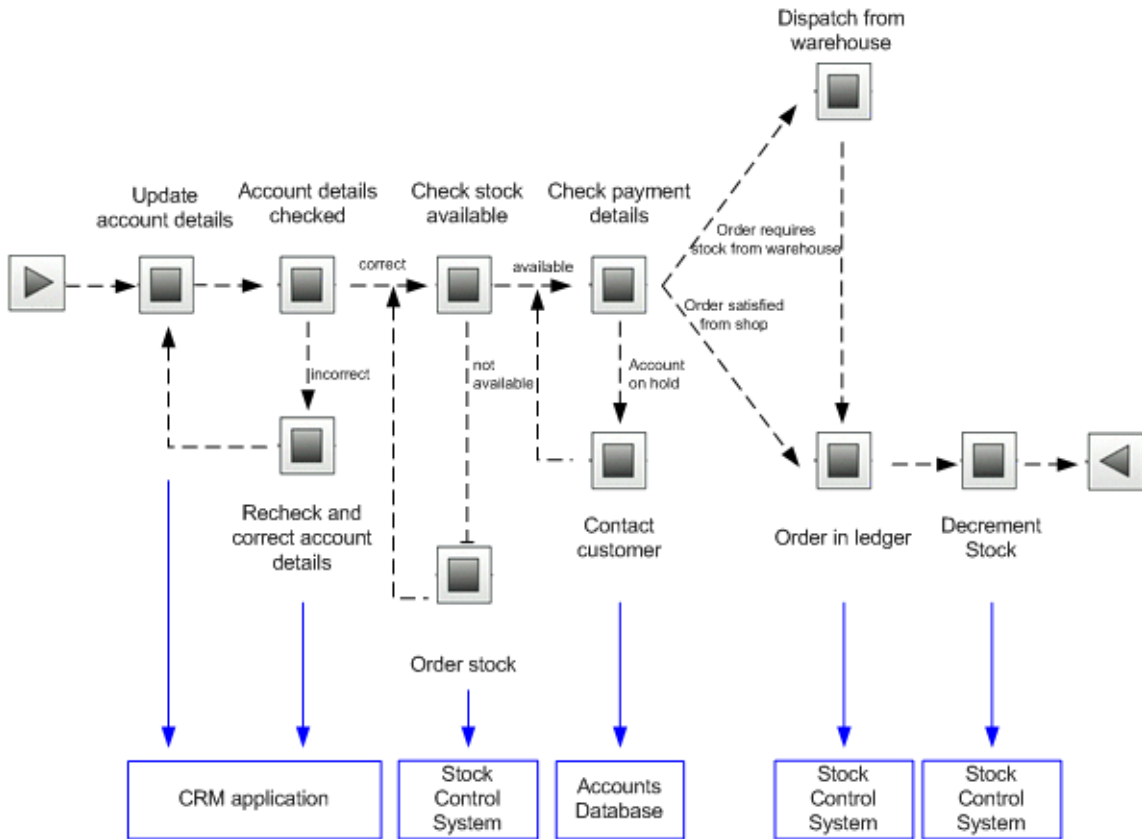 Dispatch from
warehouse
Update
account details
Account details
checked
Check stock
available
Check payment
details
correct
available
Order requires
stock from warehouse
Order satisfied
from shop
incorrect
not
available
Account
on hold
Recheck and
correct account
details
Contact
customer
Order in ledger
Decrement
Stock
Order stock
CRM application
Stock
Control
System
Accounts
Database
Stock
Control
System
Stock
Control
System